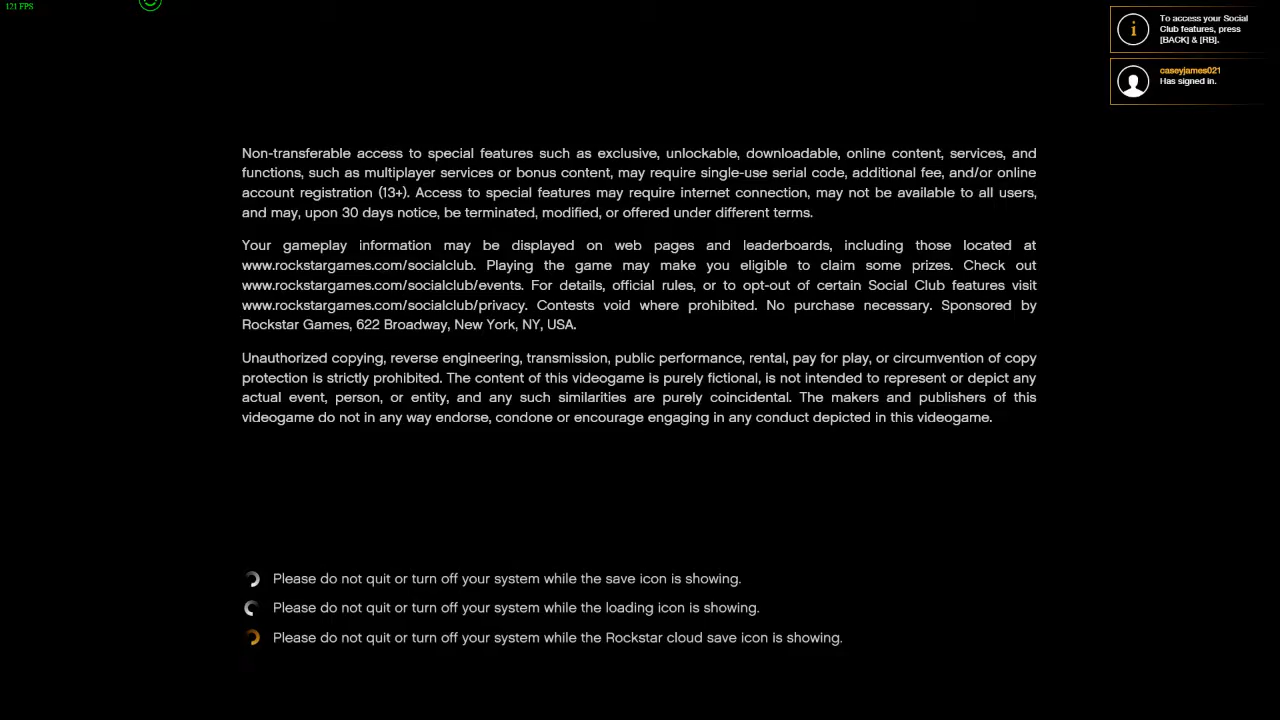 121 FPS
To access your Social
Club features, press
[BACK] & [RB].
caseyjames021
Has signed in.
Non-transferable access to special features such as exclusive, unlockable, downloadable, online content, services, and
functions, such as multiplayer services or bonus content, may require single-use serial code, additional fee, and/or online
account registration (13+). Access to special features may require internet connection, may not be available to all users,
and may, upon 30 days notice, be terminated, modified, or offered under different terms.
Your gameplay information may be displayed on web pages and leaderboards, including those located at
www.rockstargames.com/socialclub. Playing the game may make you eligible to claim some prizes. Check out
www.rockstargames.com/socialclub/events. For details, official rules, or to opt-out of certain Social Club features visit
www.rockstargames.com/socialclub/privacy. Contests void where prohibited. No purchase necessary. Sponsored by
Rockstar Games, 622 Broadway, New York, NY, USA.
Unauthorized copying, reverse engineering, transmission, public performance, rental, pay for play, or circumvention of copy
protection is strictly prohibited. The content of this videogame is purely fictional, is not intended to represent or depict any
actual event, person, or entity, and any such similarities are purely coincidental. The makers and publishers of this
videogame do not in any way endorse, condone or encourage engaging in any conduct depicted in this videogame.
Please do not quit or turn off your system while the save icon is showing.
Please do not quit or turn off your system while the loading icon is showing.
Please do not quit or turn off your system while the Rockstar cloud save icon is showing.